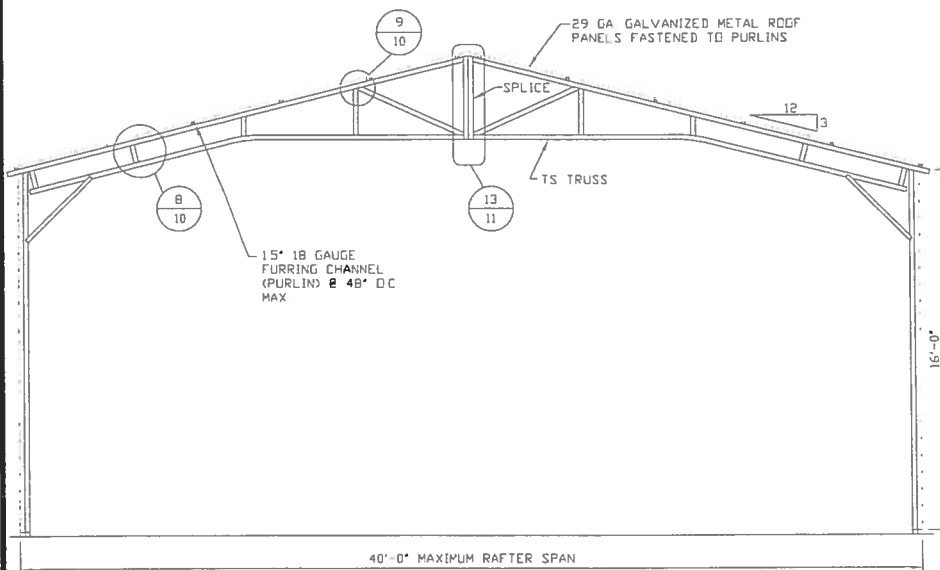 9
10
29 GA GALVANIZED METAL ROOF
PANELS FASTENED TO PURLINS
SPLICE
12
3
TS TRUSS
8
10
13
11
15" 18 GAUGE
FURRING CHANNEL
(PURLIN) @ 48" OC
MAX
16'-0"
40'-0" MAXIMUM RAFTER SPAN